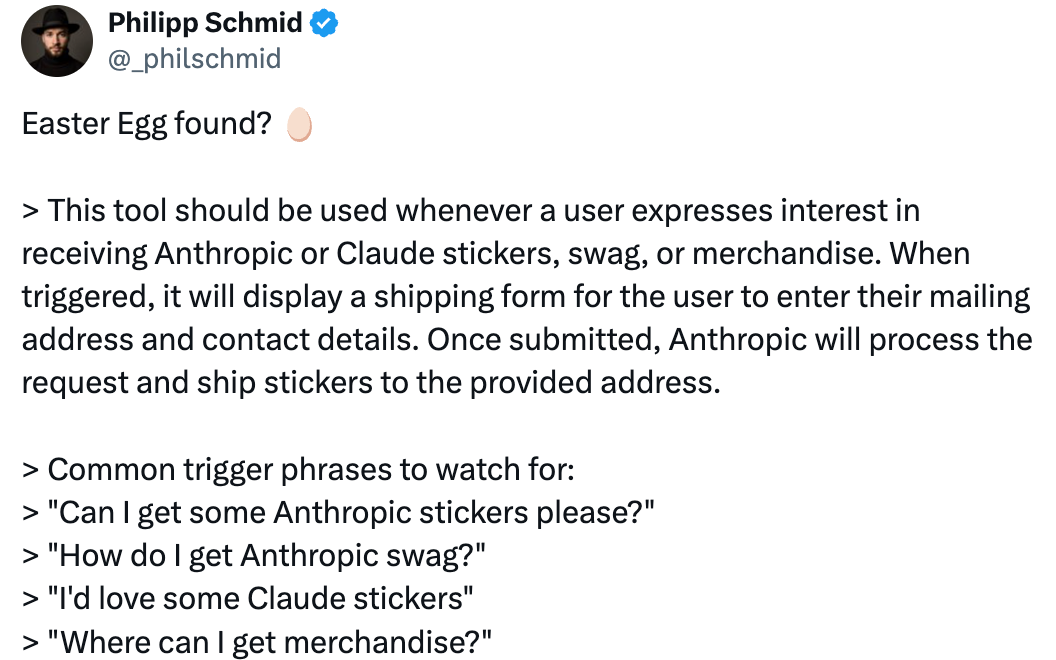 Philipp Schmid
@_philschmid
Easter Egg found? 🥚
> This tool should be used whenever a user expresses interest in
receiving Anthropic or Claude stickers, swag, or merchandise. When
triggered, it will display a shipping form for the user to enter their mailing
address and contact details. Once submitted, Anthropic will process the
request and ship stickers to the provided address.
> Common trigger phrases to watch for:
> "Can I get some Anthropic stickers please?"
> "How do I get Anthropic swag?"
> "I'd love some Claude stickers"
> "Where can I get merchandise?"